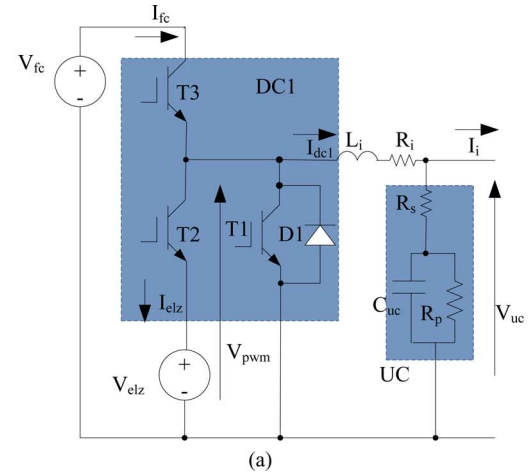 I_fc
V_fc
+
-
DC1
T3
I_dc1
L_i
R_i
I_i
T2
T1
D1
R_s
C_uc
R_p
V_uc
I_elz
V_pwm
V_elz
+
-
UC
(a)